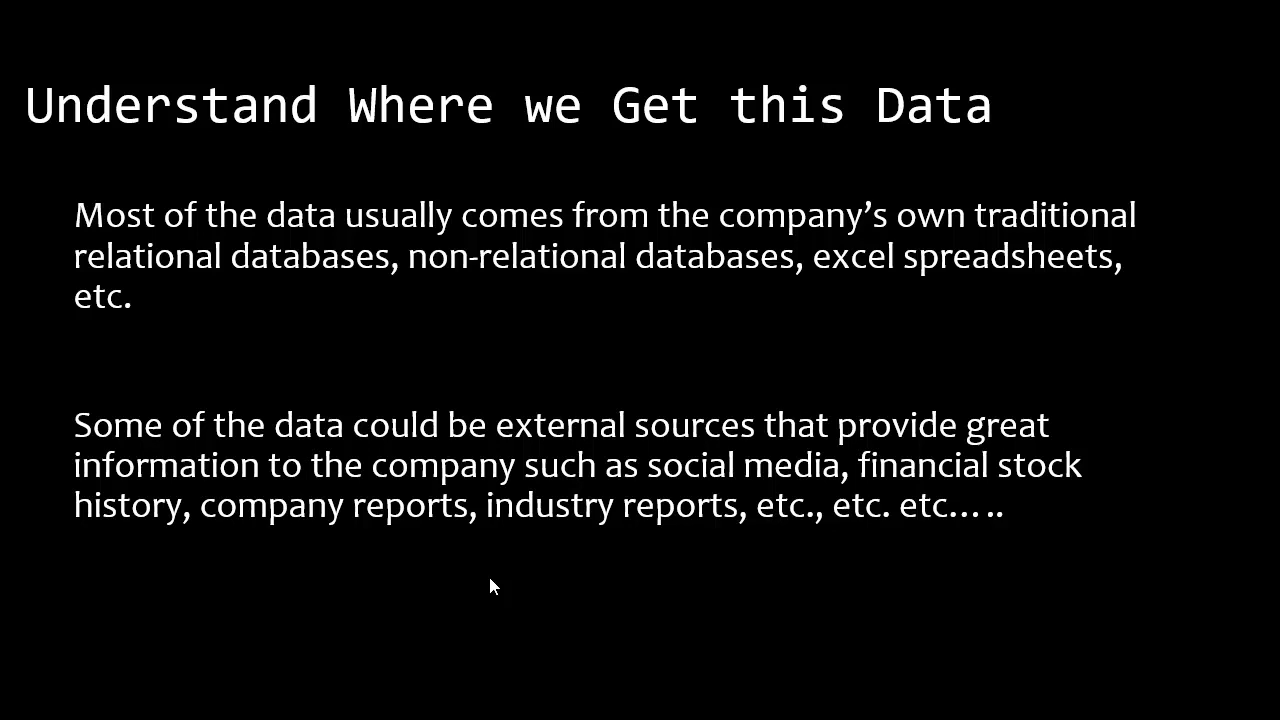 Understand Where we Get this Data
Most of the data usually comes from the company’s own traditional
relational databases, non-relational databases, excel spreadsheets,
etc.
Some of the data could be external sources that provide great
information to the company such as social media, financial stock
history, company reports, industry reports, etc., etc. etc… ..